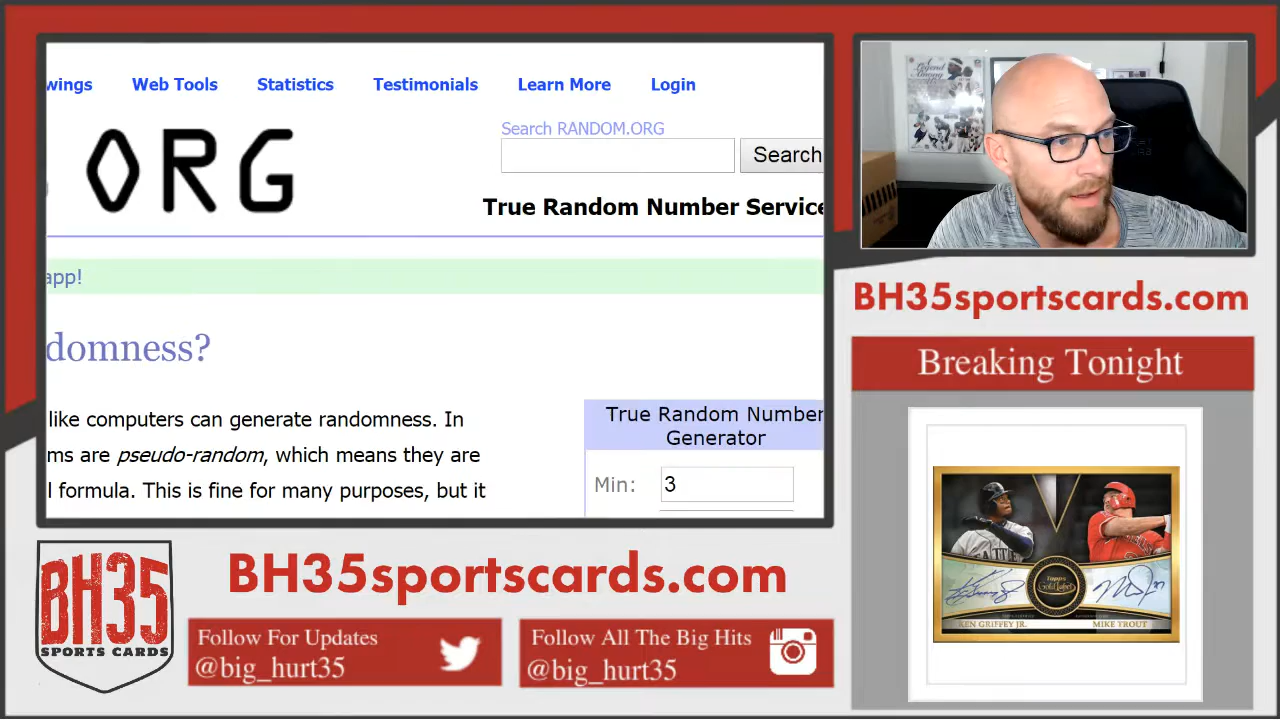 wings Web Tools Statistics Testimonials Learn More Login
ORG
Search RANDOM.ORG
Search
True Random Number Service
app!
domness?
like computers can generate randomness. In
ms are pseudo-random, which means they are
l formula. This is fine for many purposes, but it
True Random Number
Generator
Min: 3
BH35sportscards.com
Breaking Tonight
Topps
Gold Label
KEN GRIFFEY JR.
MIKE TROUT
BH35
SPORTS CARDS
BH35sportscards.com
Follow For Updates
@big_hurt35
Follow All The Big Hits
@big_hurt35